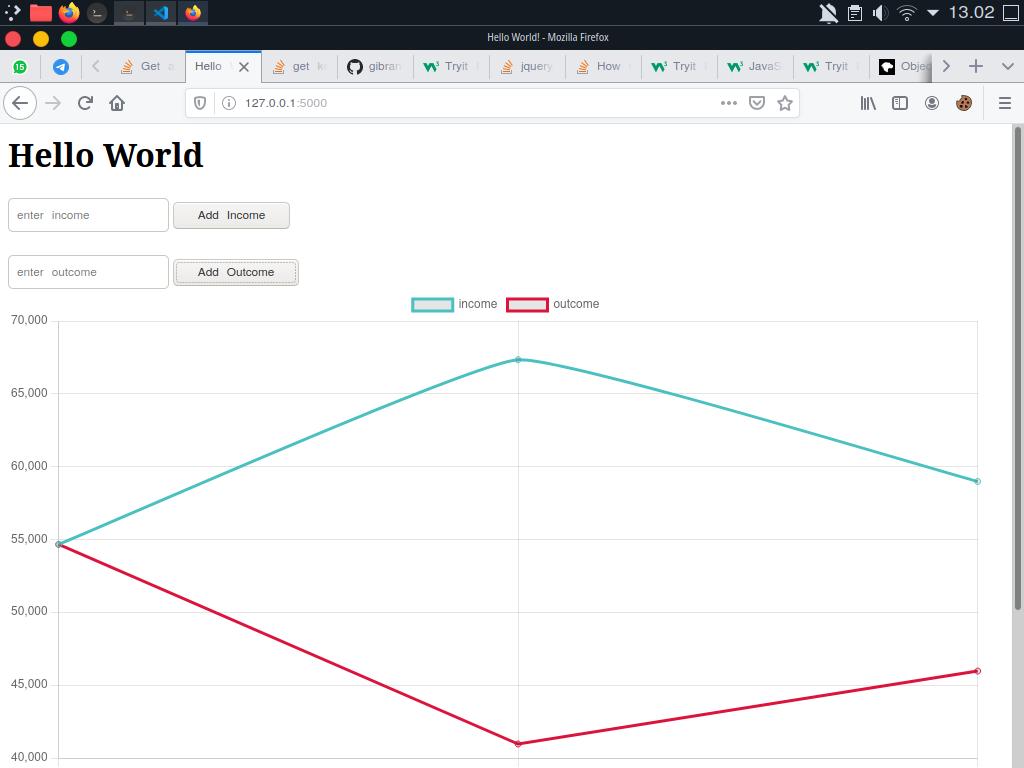 13.02
Hello World! - Mozilla Firefox
15
Get a
Hello
get k
gibran
Tryit
jquery
How
Tryit
JavaS
Tryit
Objec
127.0.0.1:5000
Hello World
enter income
Add Income
enter outcome
Add Outcome
income
outcome
70,000
65,000
60,000
55,000
50,000
45,000
40,000